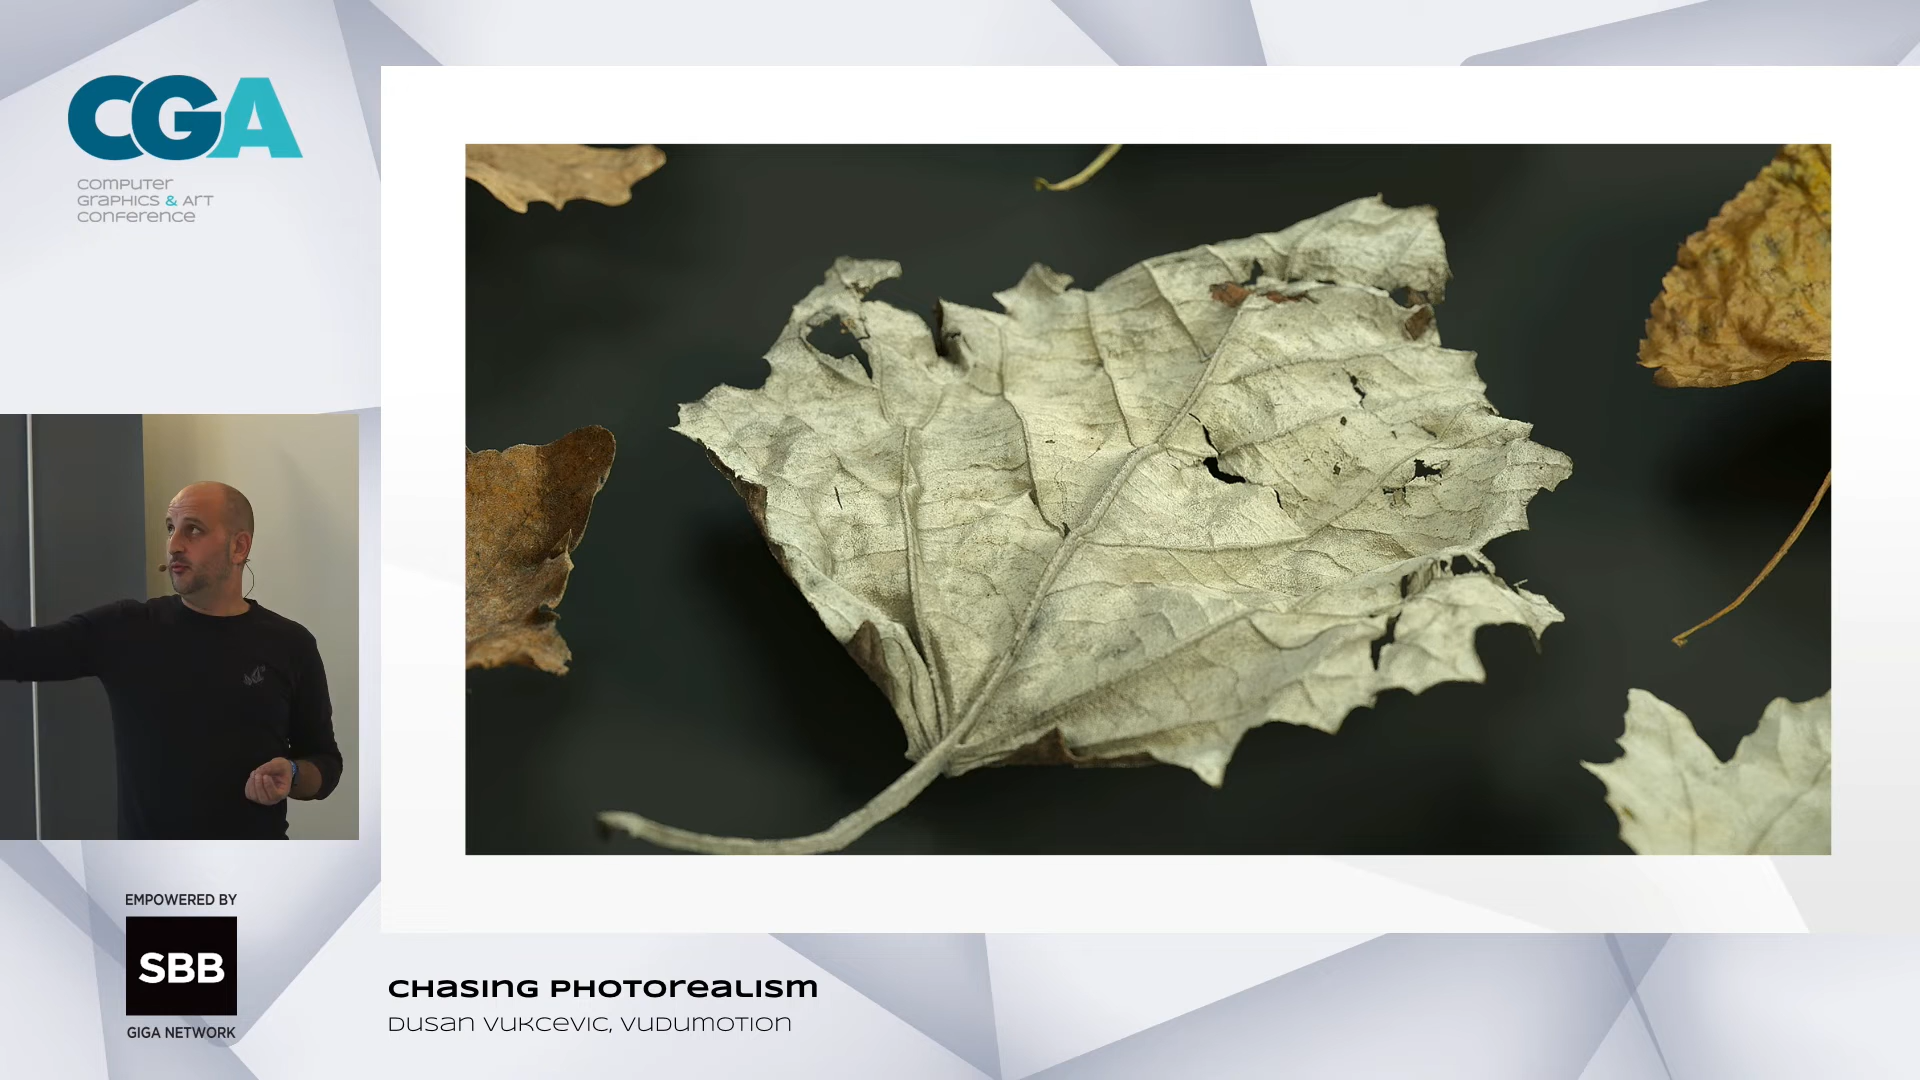 CGA
computer
graphics & art
conference
EMPOWERED BY
SBB
GIGA NETWORK
chasing photorealism
Dusan Vukcevic, Vudumotion